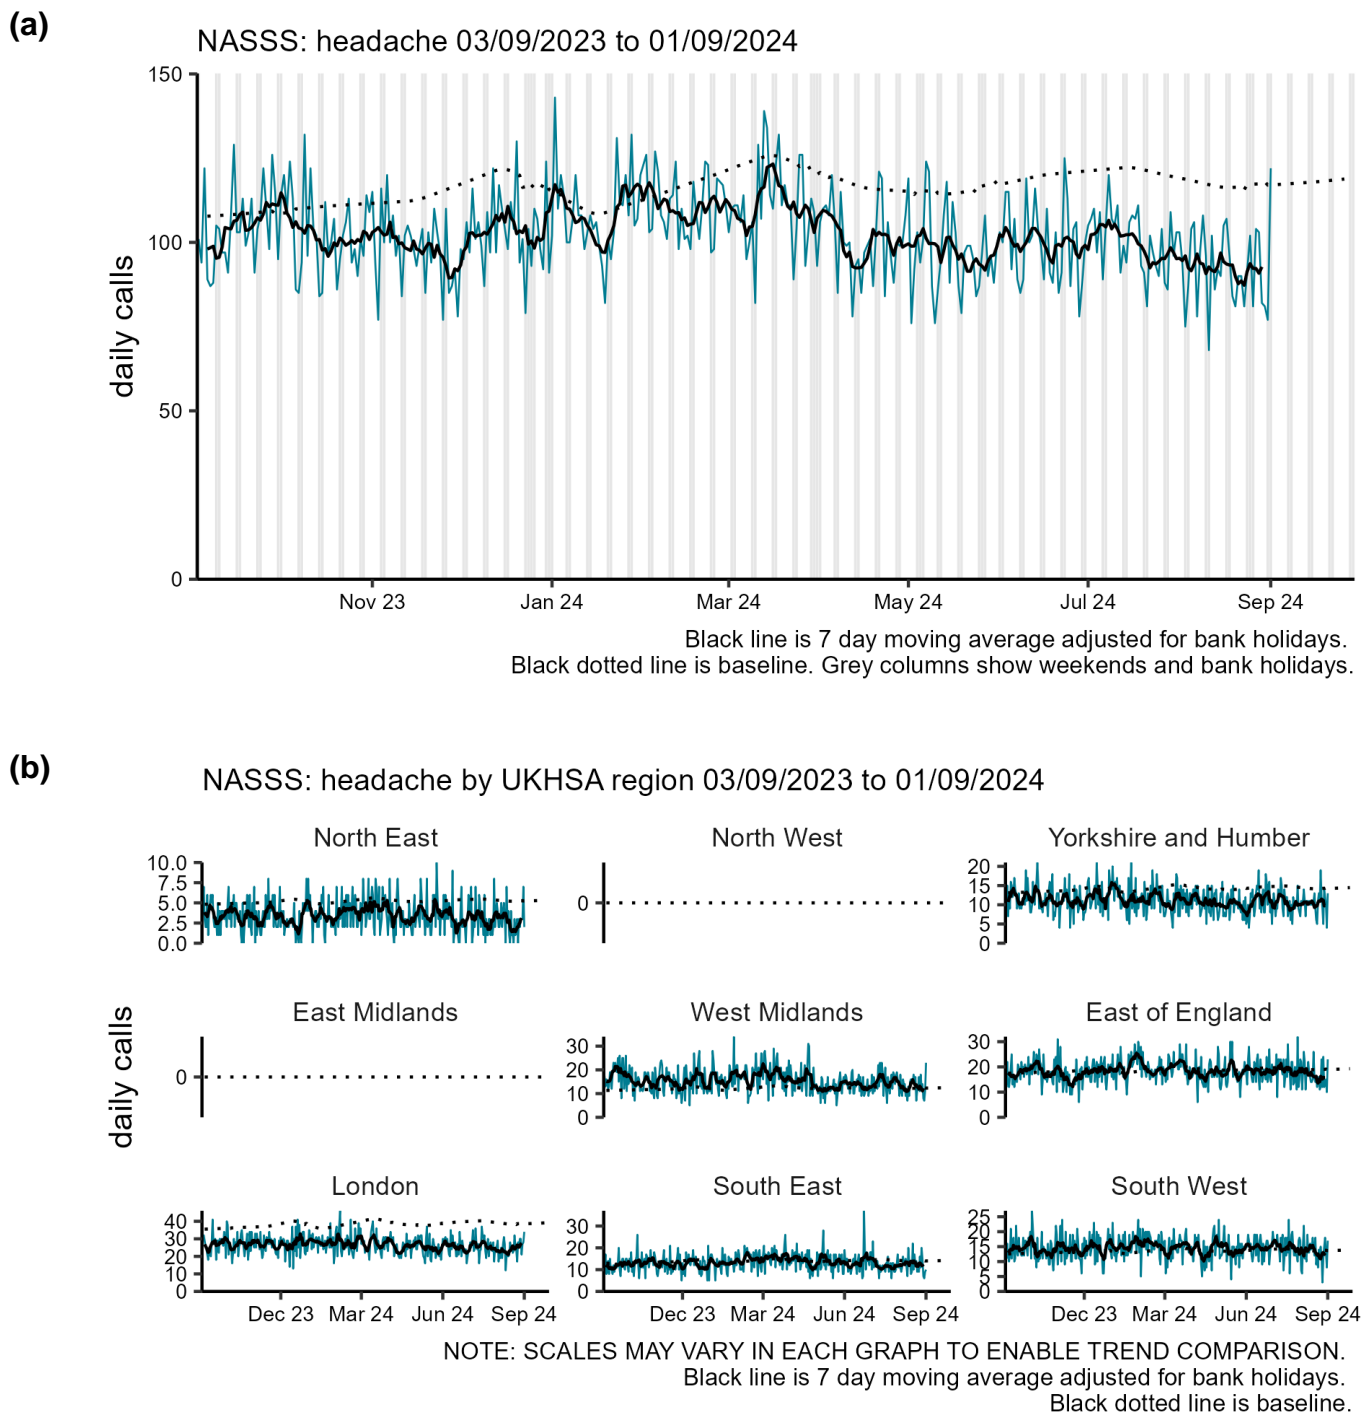 (a)
NASSS: headache 03/09/2023 to 01/09/2024
150
100
50
0
daily calls
Nov 23 Jan 24 Mar 24 May 24 Jul 24 Sep 24
Black line is 7 day moving average adjusted for bank holidays.
Black dotted line is baseline. Grey columns show weekends and bank holidays.
(b)
NASSS: headache by UKHSA region 03/09/2023 to 01/09/2024
daily calls
North East
10.0
7.5
5.0
2.5
0.0
North West
0
Yorkshire and Humber
20
15
10
5
0
East Midlands
0
West Midlands
30
20
10
0
East of England
30
20
10
0
London
40
30
20
10
0
Dec 23 Mar 24 Jun 24 Sep 24
South East
30
20
10
0
Dec 23 Mar 24 Jun 24 Sep 24
South West
25
20
15
10
5
0
Dec 23 Mar 24 Jun 24 Sep 24
NOTE: SCALES MAY VARY IN EACH GRAPH TO ENABLE TREND COMPARISON.
Black line is 7 day moving average adjusted for bank holidays.
Black dotted line is baseline.